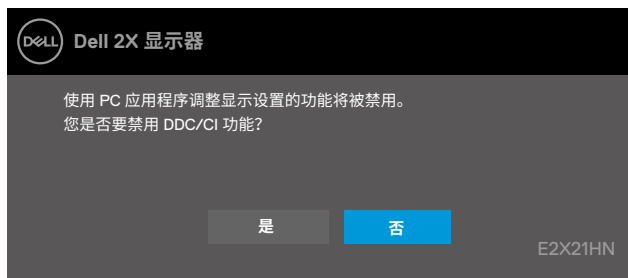 DELL Dell 2X 显示器
使用 PC 应用程序调整显示设置的功能将被禁用。
您是否要禁用 DDC/CI 功能？
是 否
E2X21HN